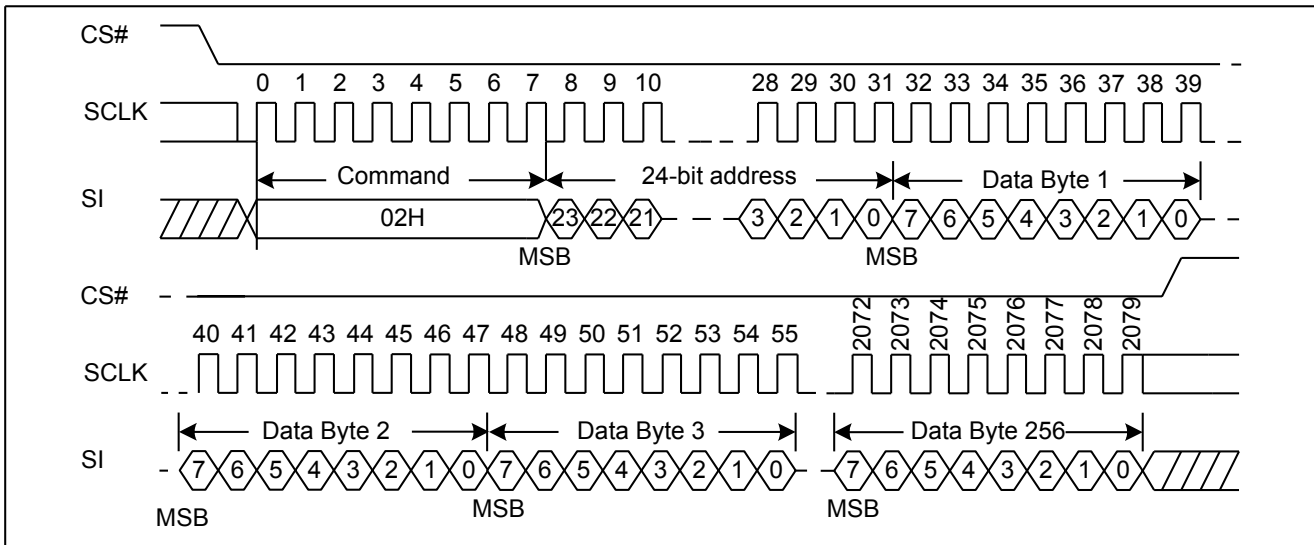 CS#
0 1 2 3 4 5 6 7 8 9 10 28 29 30 31 32 33 34 35 36 37 38 39
SCLK
Command 24-bit address Data Byte 1
SI
02H 23 22 21 3 2 1 0 7 6 5 4 3 2 1 0
MSB MSB
CS#
40 41 42 43 44 45 46 47 48 49 50 51 52 53 54 55 2072 2073 2074 2075 2076 2077 2078 2079
SCLK
Data Byte 2 Data Byte 3 Data Byte 256
SI
7 6 5 4 3 2 1 0 7 6 5 4 3 2 1 0 7 6 5 4 3 2 1 0
MSB MSB MSB